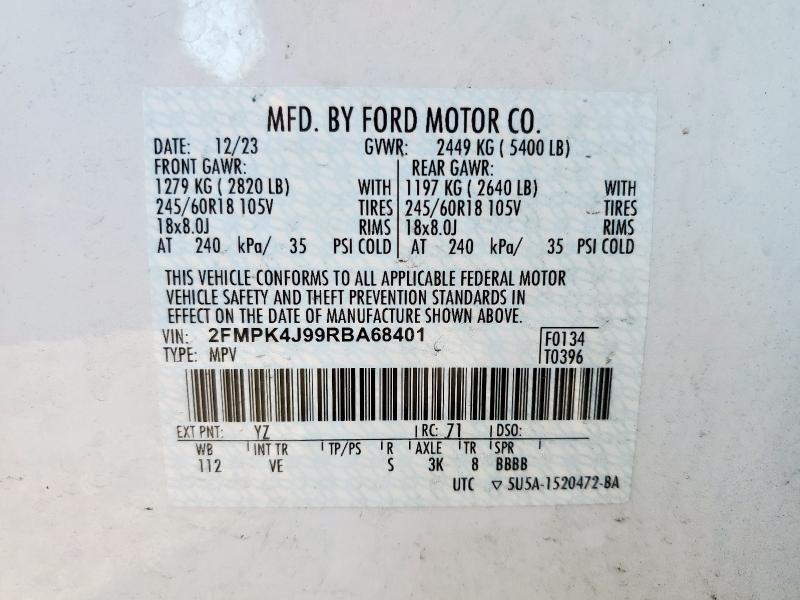 MFD. BY FORD MOTOR CO.
DATE: 12/23 GVWR: 2449 KG ( 5400 LB)
FRONT GAWR: REAR GAWR:
1279 KG ( 2820 LB) WITH 1197 KG ( 2640 LB) WITH
245/60R18 105V TIRES 245/60R18 105V TIRES
18x8.0J RIMS 18x8.0J RIMS
AT 240 kPa/ 35 PSI COLD AT 240 kPa/ 35 PSI COLD
THIS VEHICLE CONFORMS TO ALL APPLICABLE FEDERAL MOTOR
VEHICLE SAFETY AND THEFT PREVENTION STANDARDS IN
EFFECT ON THE DATE OF MANUFACTURE SHOWN ABOVE.
VIN: 2FMPK4J99RBA68401 F0134
TYPE: MPV T0396
EXT PNT: YZ RC: 71 DSO:
WB INT TR TP/PS R AXLE TR SPR
112 VE S 3K 8 BBBB
UTC ▽ 5U5A-1520472-BA